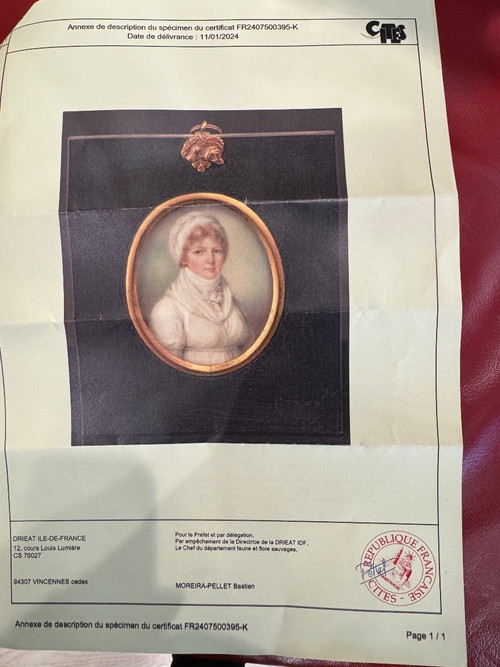 Annexe de description du spécimen du certificat FR2407500395-K
Date de délivrance : 11/01/2024
CITES
DRIEAT ILE-DE-FRANCE
12, cours Louis Lumière
CS 70027
94307 VINCENNES cedex
Pour le Préfet et par délégation,
Par empêchement de la Directrice de la DRIEAT IDF,
Le Chef du département faune et flore sauvages,
MOREIRA-PELLET Bastien
RÉPUBLIQUE FRANÇAISE
- CITES -
Annexe de description du spécimen du certificat FR2407500395-K
Page 1 / 1